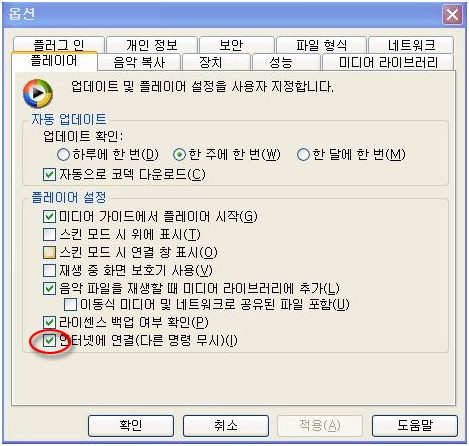 옵션
플러그 인 개인 정보 보안 파일 형식 네트워크
플레이어 음악 복사 장치 성능 미디어 라이브러리
업데이트 및 플레이어 설정을 사용자 지정합니다.
자동 업데이트
업데이트 확인:
하루에 한 번(D) 한 주에 한 번(W) 한 달에 한 번(M)
자동으로 코덱 다운로드(C)
플레이어 설정
미디어 가이드에서 플레이어 시작(G)
스킨 모드 시 위에 표시(T)
스킨 모드 시 연결 창 표시(O)
재생 중 화면 보호기 사용(V)
음악 파일을 재생할 때 미디어 라이브러리에 추가(L)
이동식 미디어 및 네트워크로 공유된 파일 포함(U)
라이센스 백업 여부 확인(P)
인터넷에 연결(다른 명령 무시)(I)
확인 취소 적용(A) 도움말